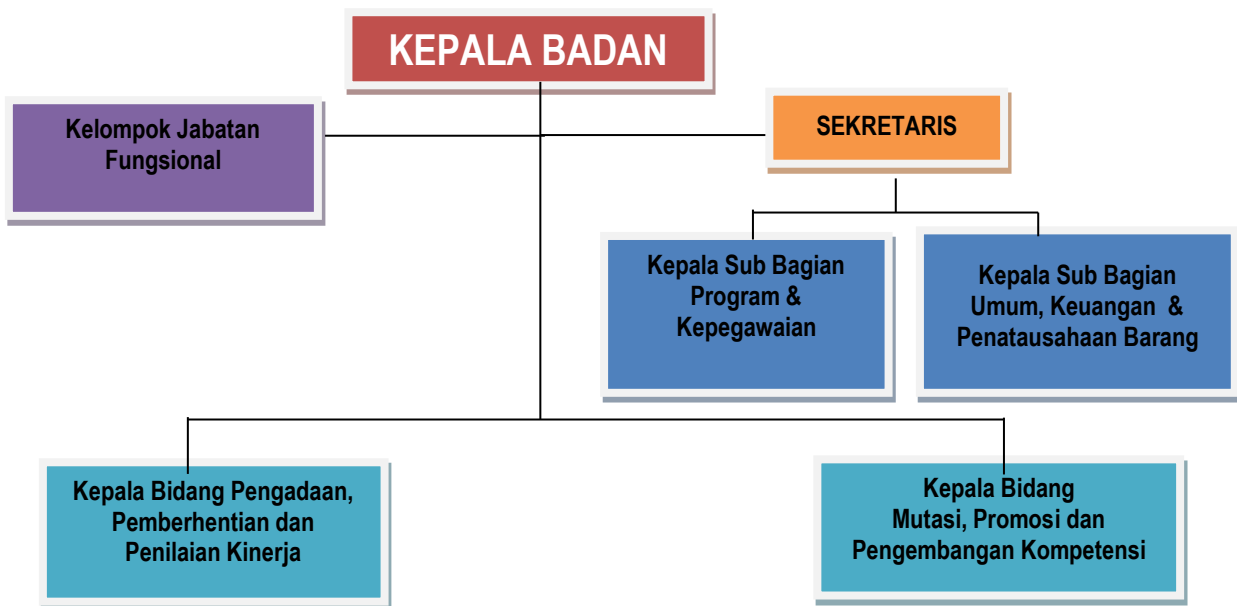 KEPALA BADAN
Kelompok Jabatan
Fungsional
SEKRETARIS
Kepala Sub Bagian
Program &
Kepegawaian
Kepala Sub Bagian
Umum, Keuangan &
Penatausahaan Barang
Kepala Bidang Pengadaan,
Pemberhentian dan
Penilaian Kinerja
Kepala Bidang
Mutasi, Promosi dan
Pengembangan Kompetensi